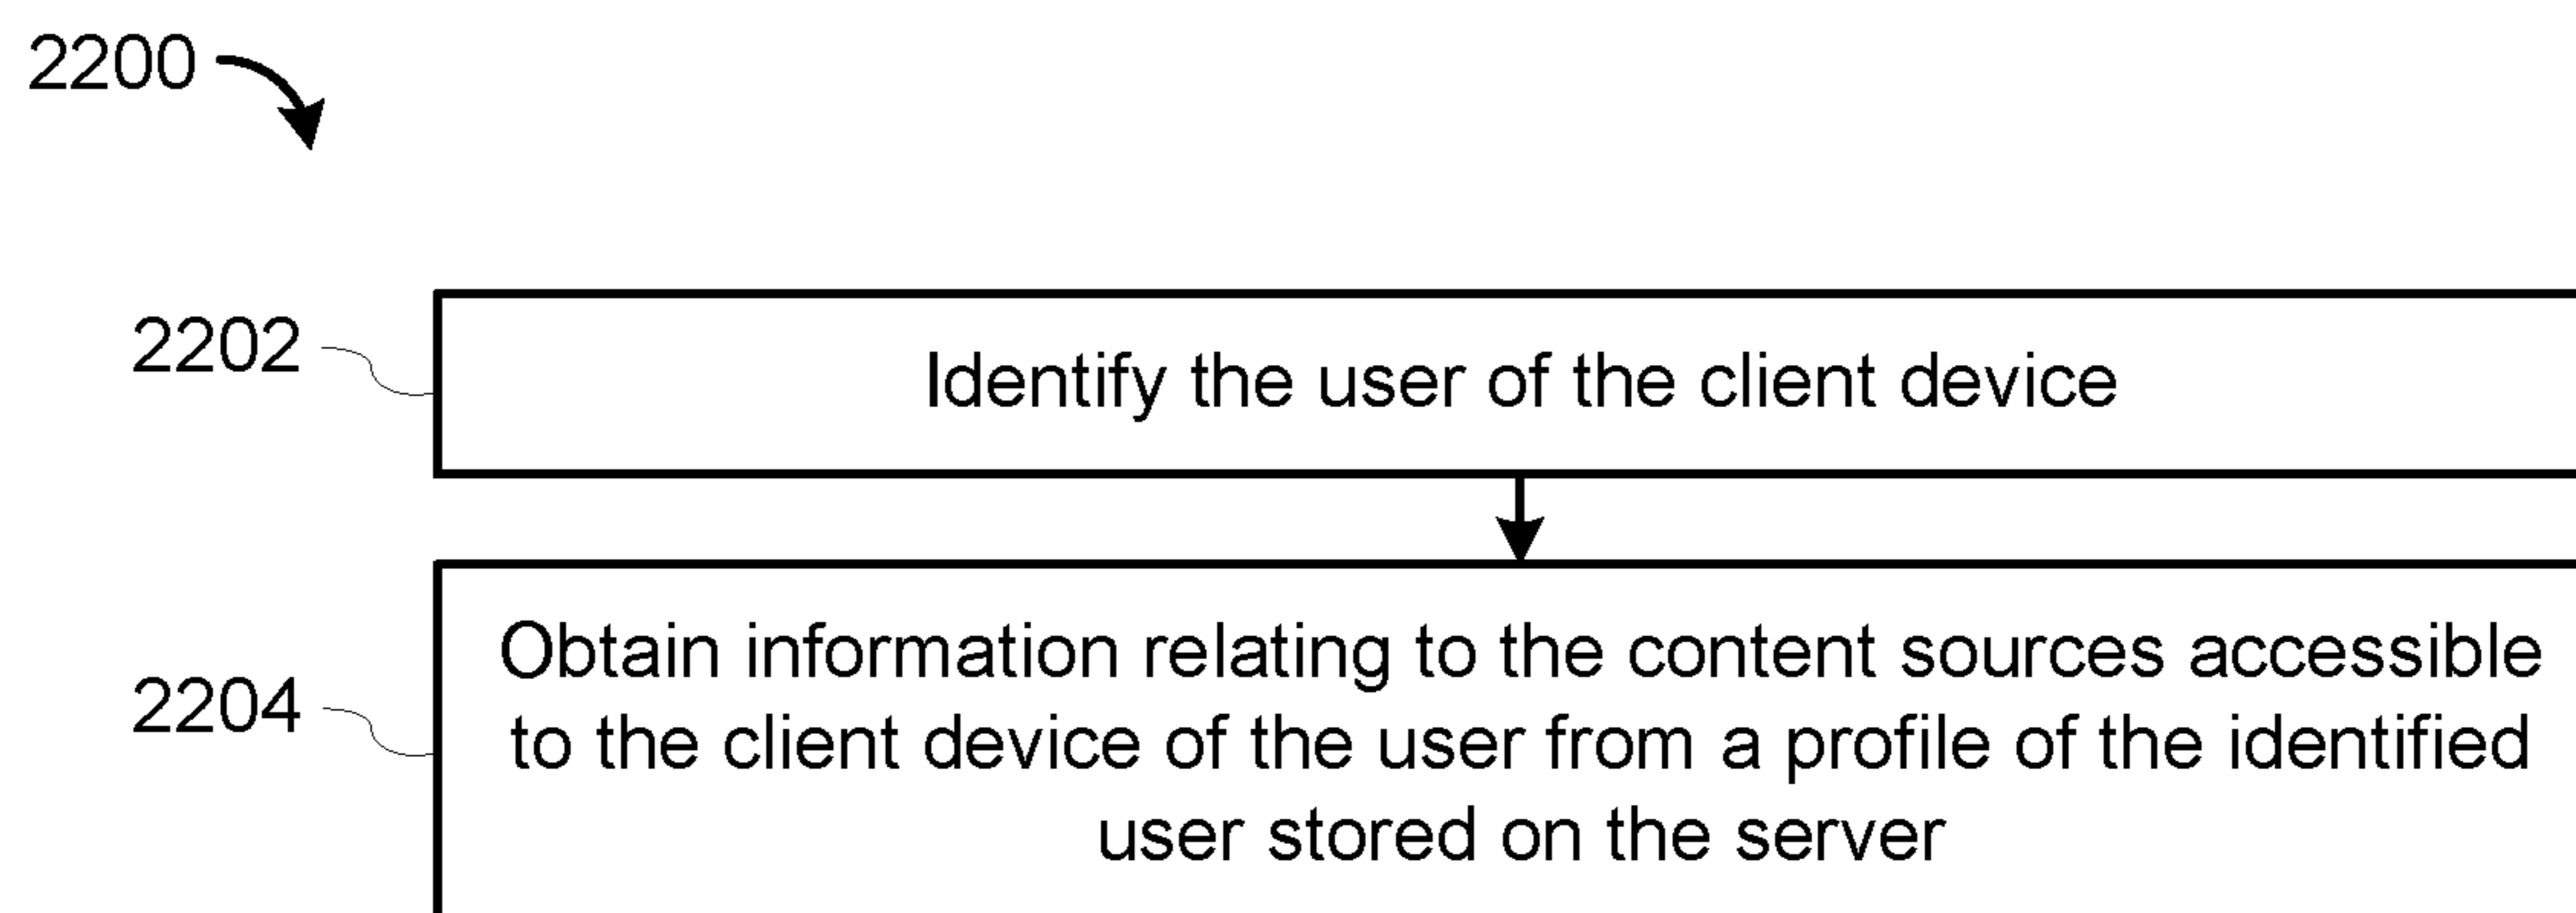 2200
2202
Identify the user of the client device
2204
Obtain information relating to the content sources accessible
to the client device of the user from a profile of the identified
user stored on the server